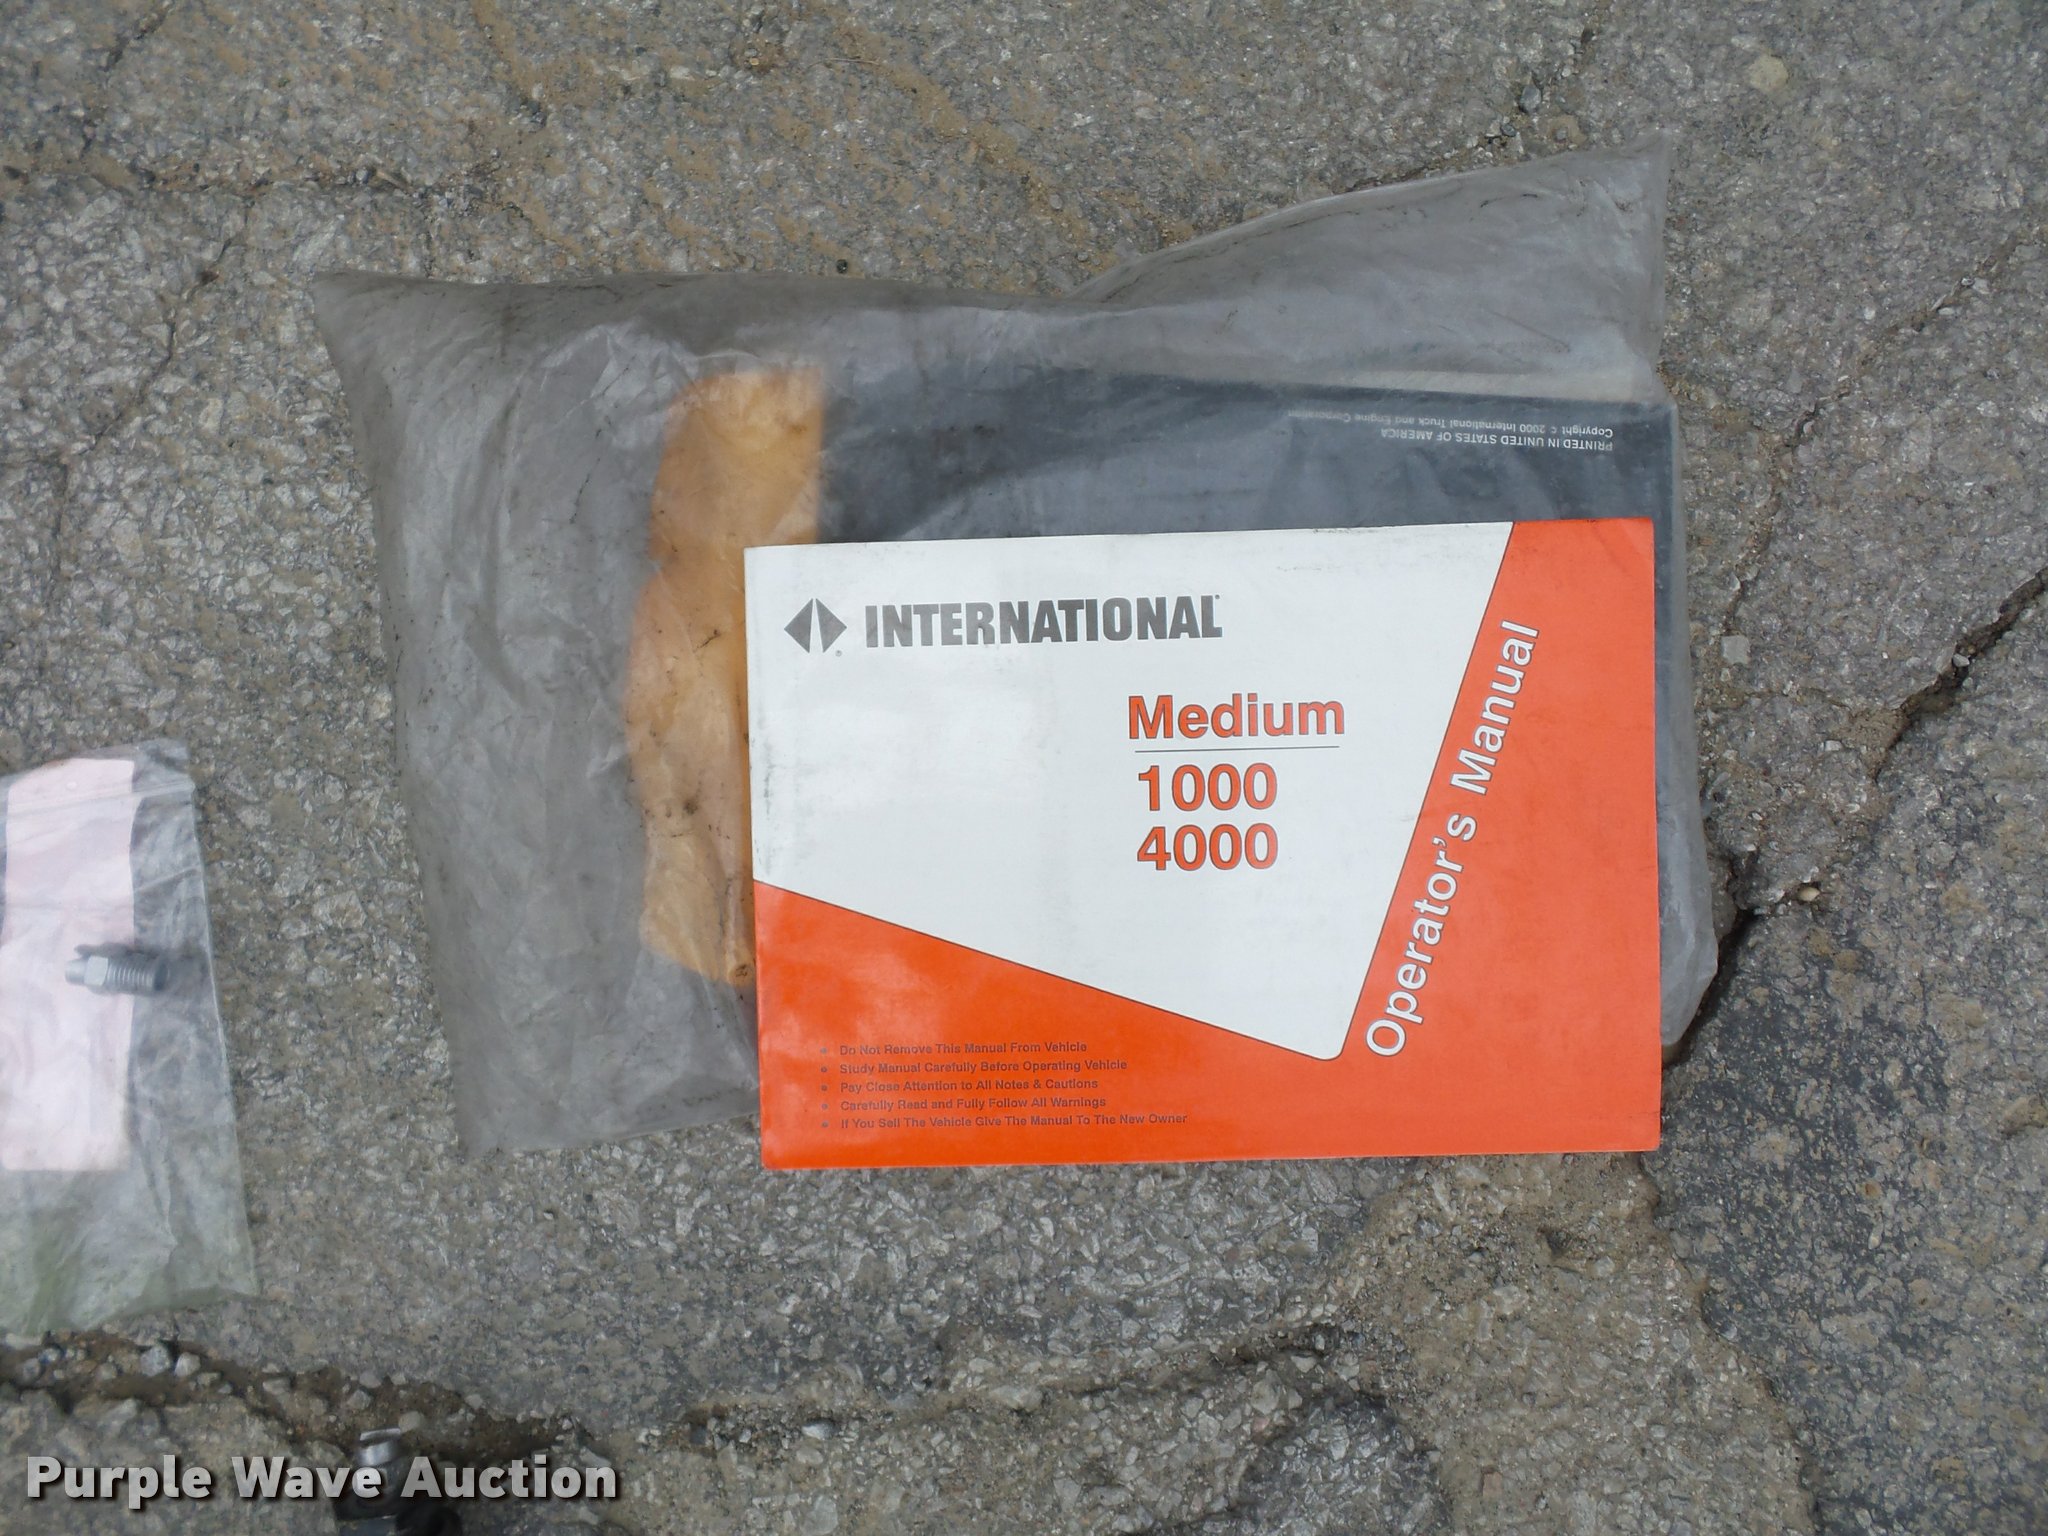 PRINTED IN UNITED STATES OF AMERICA
Copyright © 2000 International Truck and Engine Corporation
INTERNATIONAL®
Medium
1000
4000
Operator's Manual
• Do Not Remove This Manual From Vehicle
• Study Manual Carefully Before Operating Vehicle
• Pay Close Attention to All Notes & Cautions
• Carefully Read and Fully Follow All Warnings
• If You Sell The Vehicle Give The Manual To The New Owner
Purple Wave Auction